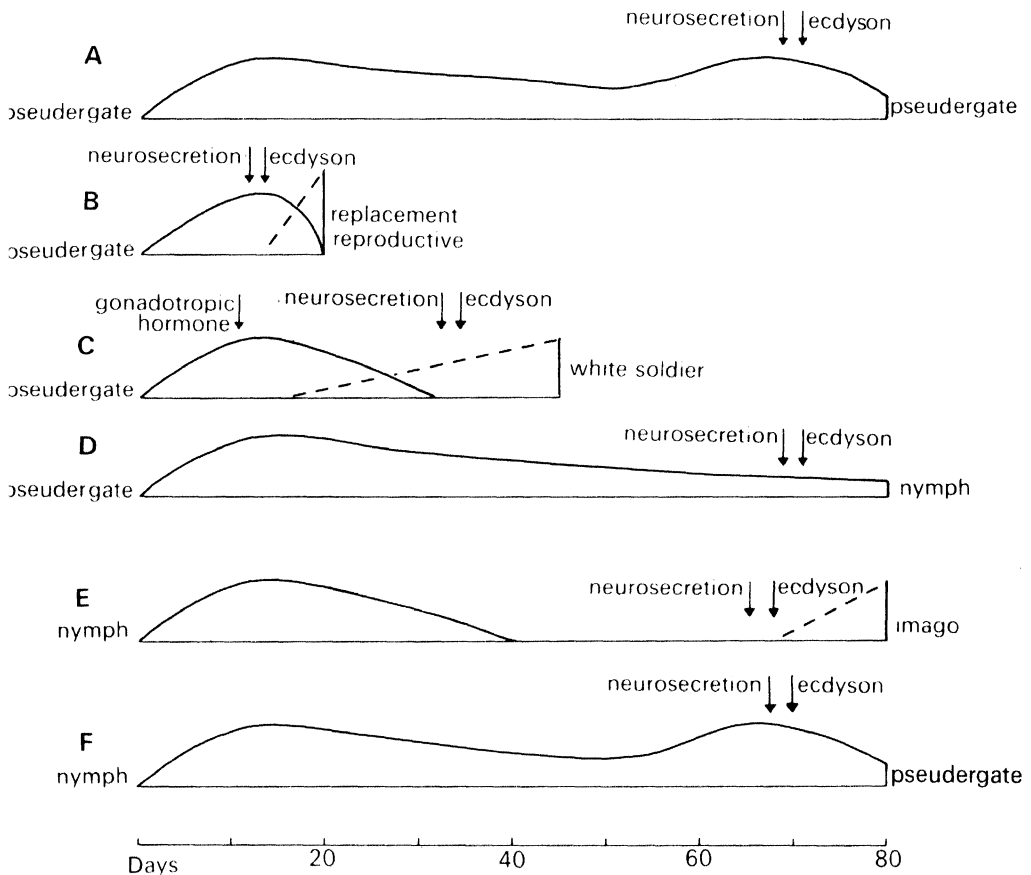 neurosecretion ecdyson
A
pseudergate pseudergate
neurosecretion ecdyson
B
replacement
reproductive
pseudergate
gonadotropic
hormone
neurosecretion ecdyson
C
pseudergate white soldier
neurosecretion ecdyson
D
pseudergate nymph
neurosecretion ecdyson
E
nymph imago
neurosecretion ecdyson
F
nymph pseudergate
Days 20 40 60 80